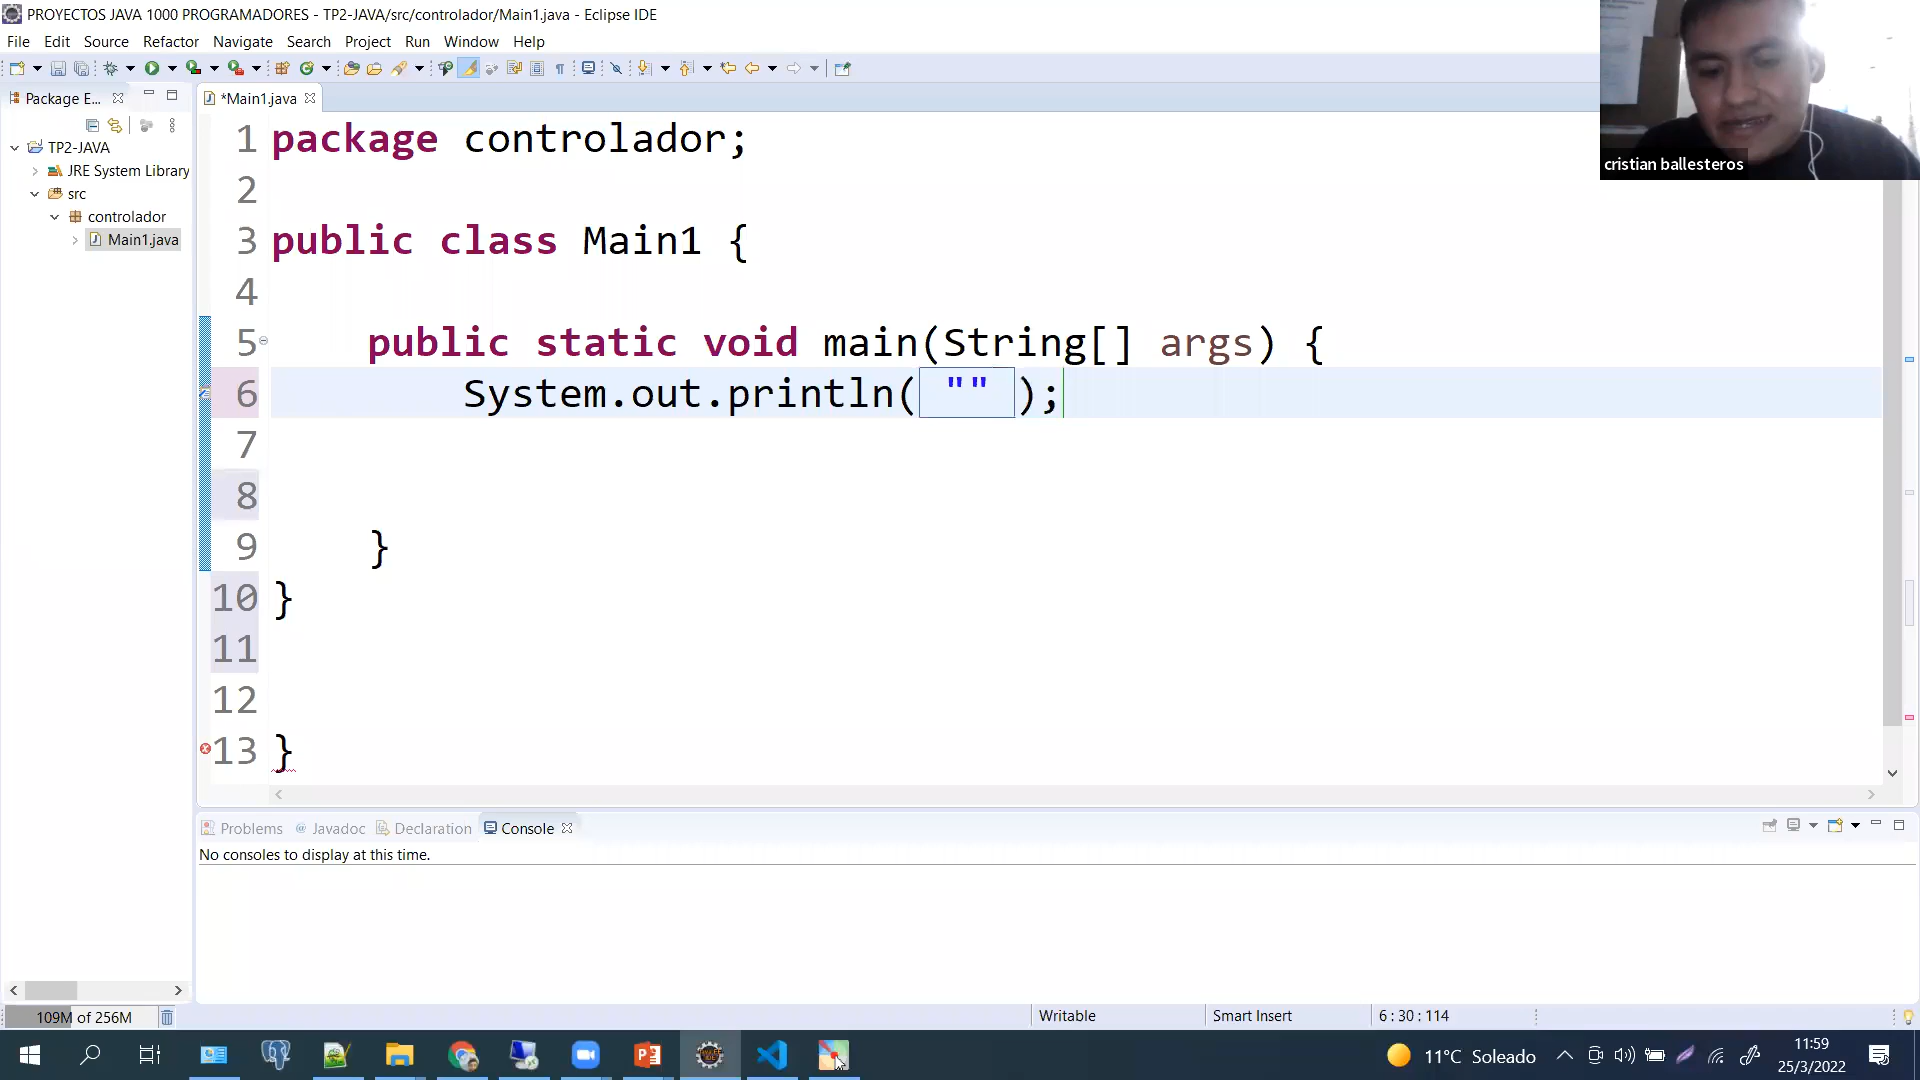 PROYECTOS JAVA 1000 PROGRAMADORES - TP2-JAVA/src/controlador/Main1.java - Eclipse IDE
File Edit Source Refactor Navigate Search Project Run Window Help
Package E...
*Main1.java
TP2-JAVA
JRE System Library
src
controlador
Main1.java
1 package controlador;
2
3 public class Main1 {
4
5 public static void main(String[] args) {
6 System.out.println( "" );
7
8
9 }
10 }
11
12
13 }
cristian ballesteros
Problems Javadoc Declaration Console
No consoles to display at this time.
109M of 256M
Writable Smart Insert 6 : 30 : 114
11°C Soleado
11:59
25/3/2022